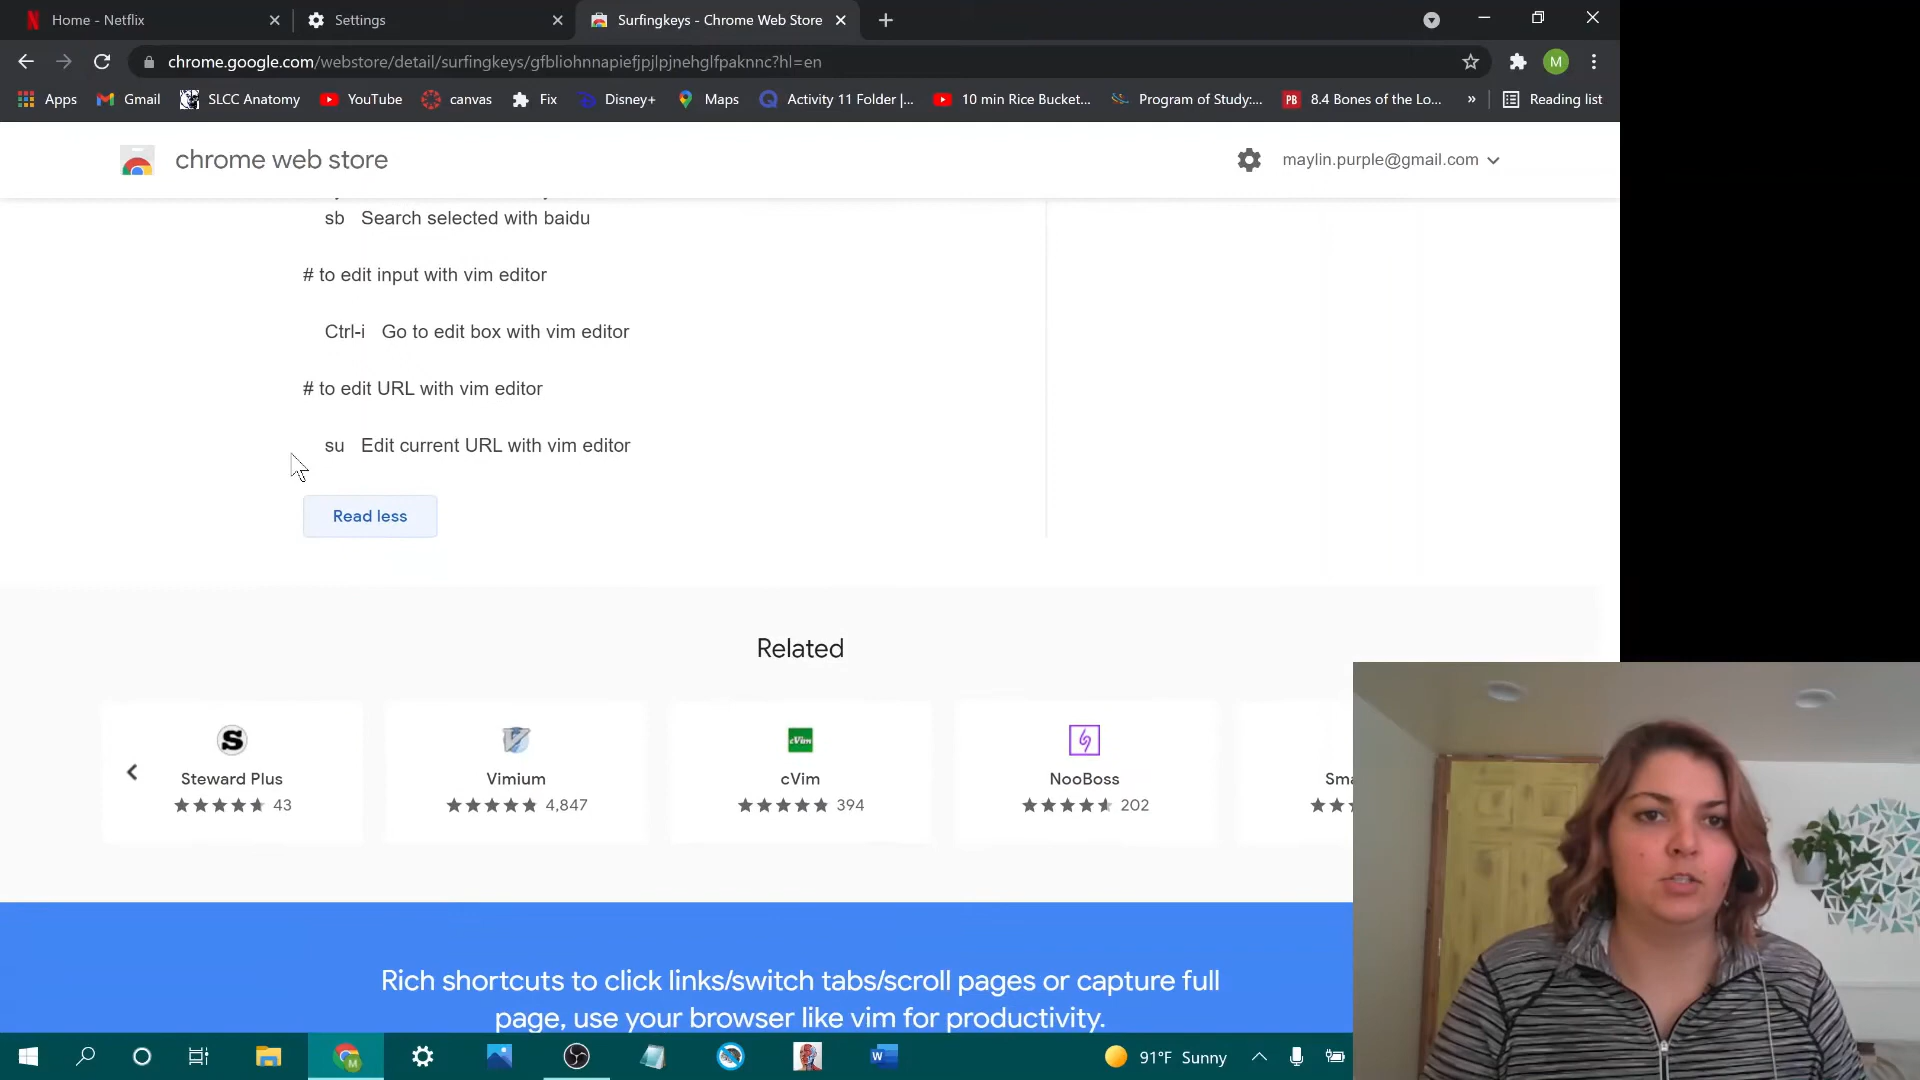 Home - Netflix
Settings
Surfingkeys - Chrome Web Store
chrome.google.com/webstore/detail/surfingkeys/gfbliohnnapiefjpjlpjnehglfpaknnc?hl=en
M
Apps
Gmail
SLCC Anatomy
YouTube
canvas
Fix
Disney+
Maps
Activity 11 Folder |...
10 min Rice Bucket...
Program of Study:...
PB
8.4 Bones of the Lo...
»
Reading list
chrome web store
maylin.purple@gmail.com
sb Search selected with baidu
# to edit input with vim editor
Ctrl-i Go to edit box with vim editor
# to edit URL with vim editor
su Edit current URL with vim editor
Read less
Related
S
cVim
Steward Plus
Vimium
cVim
NooBoss
Sma
43
4,847
394
202
Rich shortcuts to click links/switch tabs/scroll pages or capture full
page, use your browser like vim for productivity.
M
W
91°F Sunny